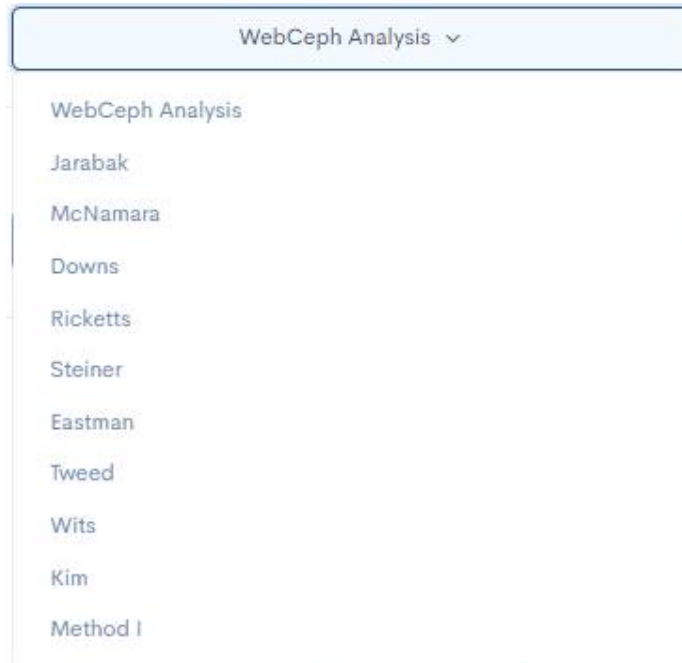 WebCeph Analysis
WebCeph Analysis
Jarabak
McNamara
Downs
Ricketts
Steiner
Eastman
Tweed
Wits
Kim
Method I